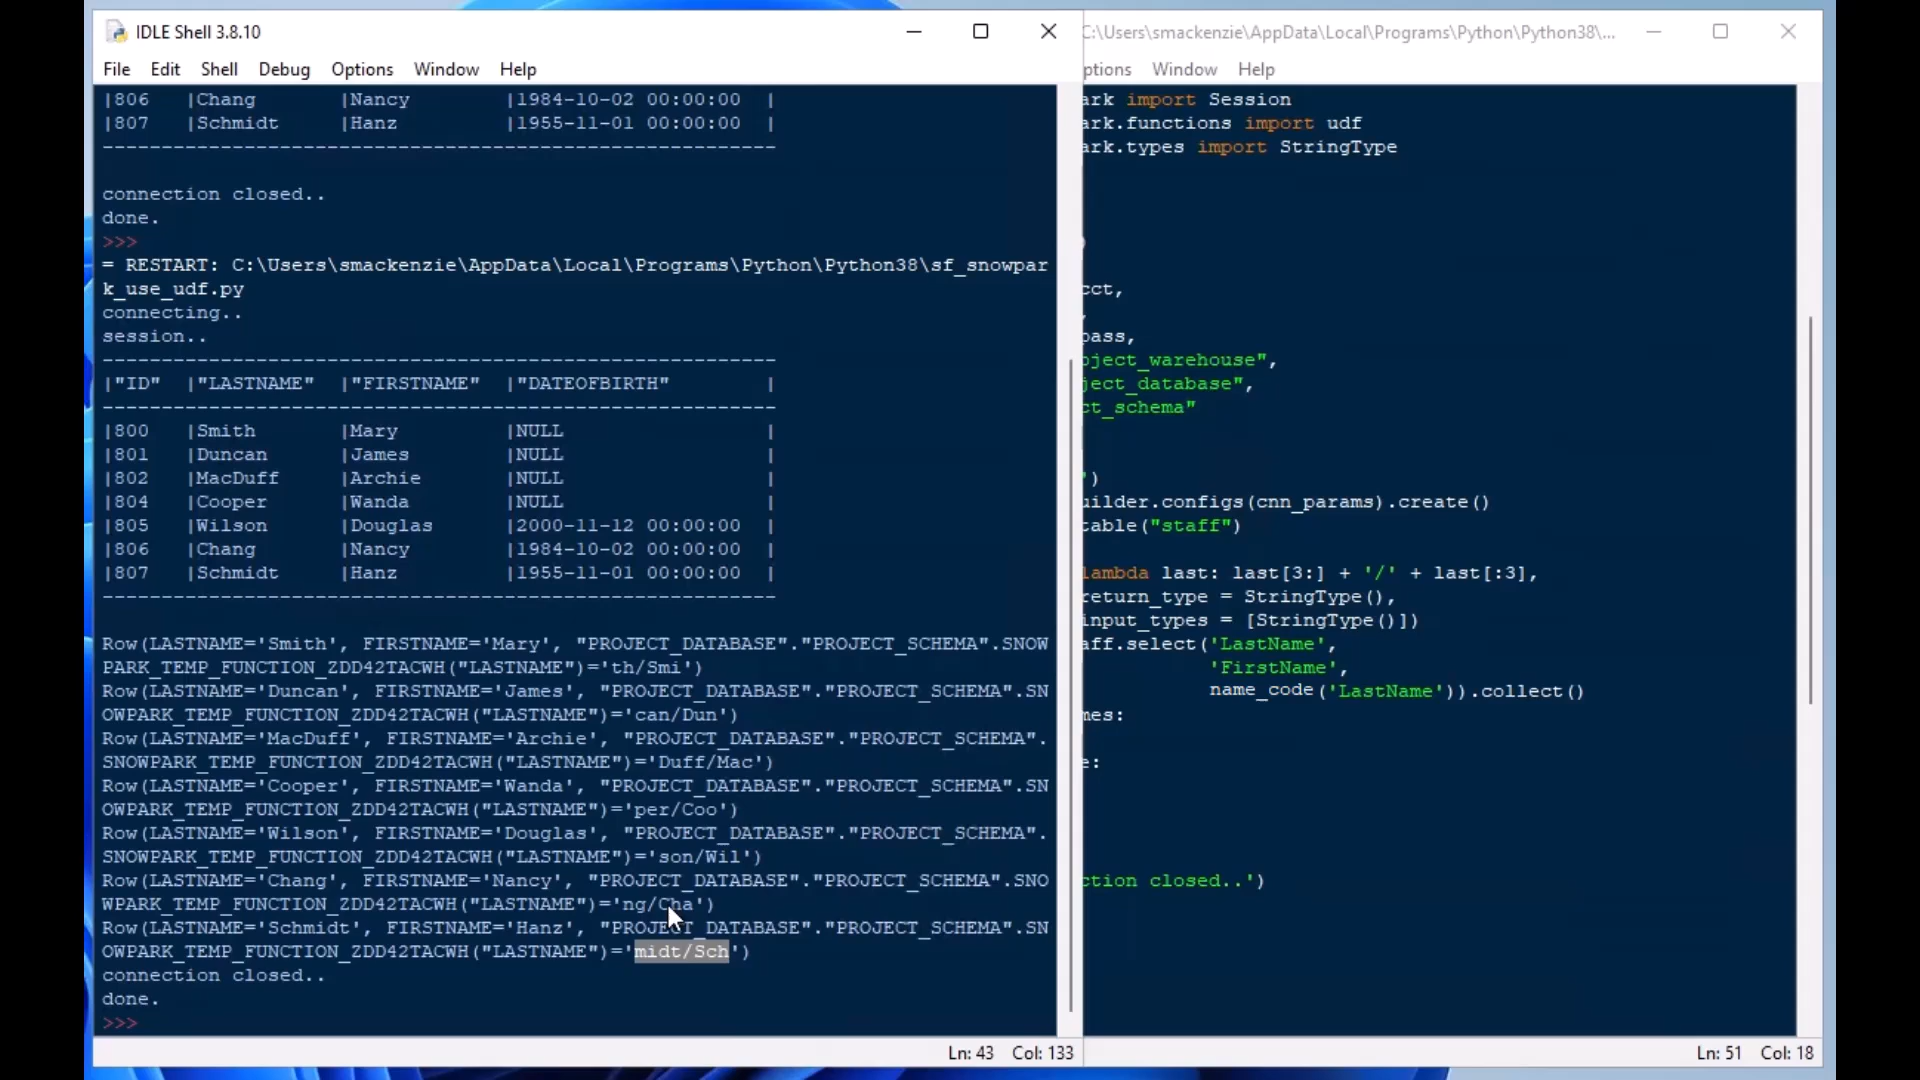 IDLE Shell 3.8.10
File Edit Shell Debug Options Window Help
|806 |Chang |Nancy |1984-10-02 00:00:00 |
|807 |Schmidt |Hanz |1955-11-01 00:00:00 |
---------------------------------------------------------
connection closed..
done.
>>>
= RESTART: C:\Users\smackenzie\AppData\Local\Programs\Python\Python38\sf_snowpar
k_use_udf.py
connecting..
session..
---------------------------------------------------------
|"ID" |"LASTNAME" |"FIRSTNAME" |"DATEOFBIRTH" |
---------------------------------------------------------
|800 |Smith |Mary |NULL |
|801 |Duncan |James |NULL |
|802 |MacDuff |Archie |NULL |
|804 |Cooper |Wanda |NULL |
|805 |Wilson |Douglas |2000-11-12 00:00:00 |
|806 |Chang |Nancy |1984-10-02 00:00:00 |
|807 |Schmidt |Hanz |1955-11-01 00:00:00 |
---------------------------------------------------------
Row(LASTNAME='Smith', FIRSTNAME='Mary', "PROJECT_DATABASE"."PROJECT_SCHEMA".SNOW
PARK_TEMP_FUNCTION_ZDD42TACWH("LASTNAME")='th/Smi')
Row(LASTNAME='Duncan', FIRSTNAME='James', "PROJECT_DATABASE"."PROJECT_SCHEMA".SN
OWPARK_TEMP_FUNCTION_ZDD42TACWH("LASTNAME")='can/Dun')
Row(LASTNAME='MacDuff', FIRSTNAME='Archie', "PROJECT_DATABASE"."PROJECT_SCHEMA".
SNOWPARK_TEMP_FUNCTION_ZDD42TACWH("LASTNAME")='Duff/Mac')
Row(LASTNAME='Cooper', FIRSTNAME='Wanda', "PROJECT_DATABASE"."PROJECT_SCHEMA".SN
OWPARK_TEMP_FUNCTION_ZDD42TACWH("LASTNAME")='per/Coo')
Row(LASTNAME='Wilson', FIRSTNAME='Douglas', "PROJECT_DATABASE"."PROJECT_SCHEMA".
SNOWPARK_TEMP_FUNCTION_ZDD42TACWH("LASTNAME")='son/Wil')
Row(LASTNAME='Chang', FIRSTNAME='Nancy', "PROJECT_DATABASE"."PROJECT_SCHEMA".SNO
WPARK_TEMP_FUNCTION_ZDD42TACWH("LASTNAME")='ng/Cha')
Row(LASTNAME='Schmidt', FIRSTNAME='Hanz', "PROJECT_DATABASE"."PROJECT_SCHEMA".SN
OWPARK_TEMP_FUNCTION_ZDD42TACWH("LASTNAME")='midt/Sch')
connection closed..
done.
>>>
Ln: 43 Col: 133
C:\Users\smackenzie\AppData\Local\Programs\Python\Python38\...
ptions Window Help
ark import Session
ark.functions import udf
ark.types import StringType
)
cct,
,
pass,
oject_warehouse",
ject_database",
ct_schema"
')
uilder.configs(cnn_params).create()
table("staff")
lambda last: last[3:] + '/' + last[:3],
return_type = StringType(),
input_types = [StringType()])
aff.select('LastName',
'FirstName',
name_code('LastName')).collect()
mes:
e:
ction closed..')
Ln: 51 Col: 18